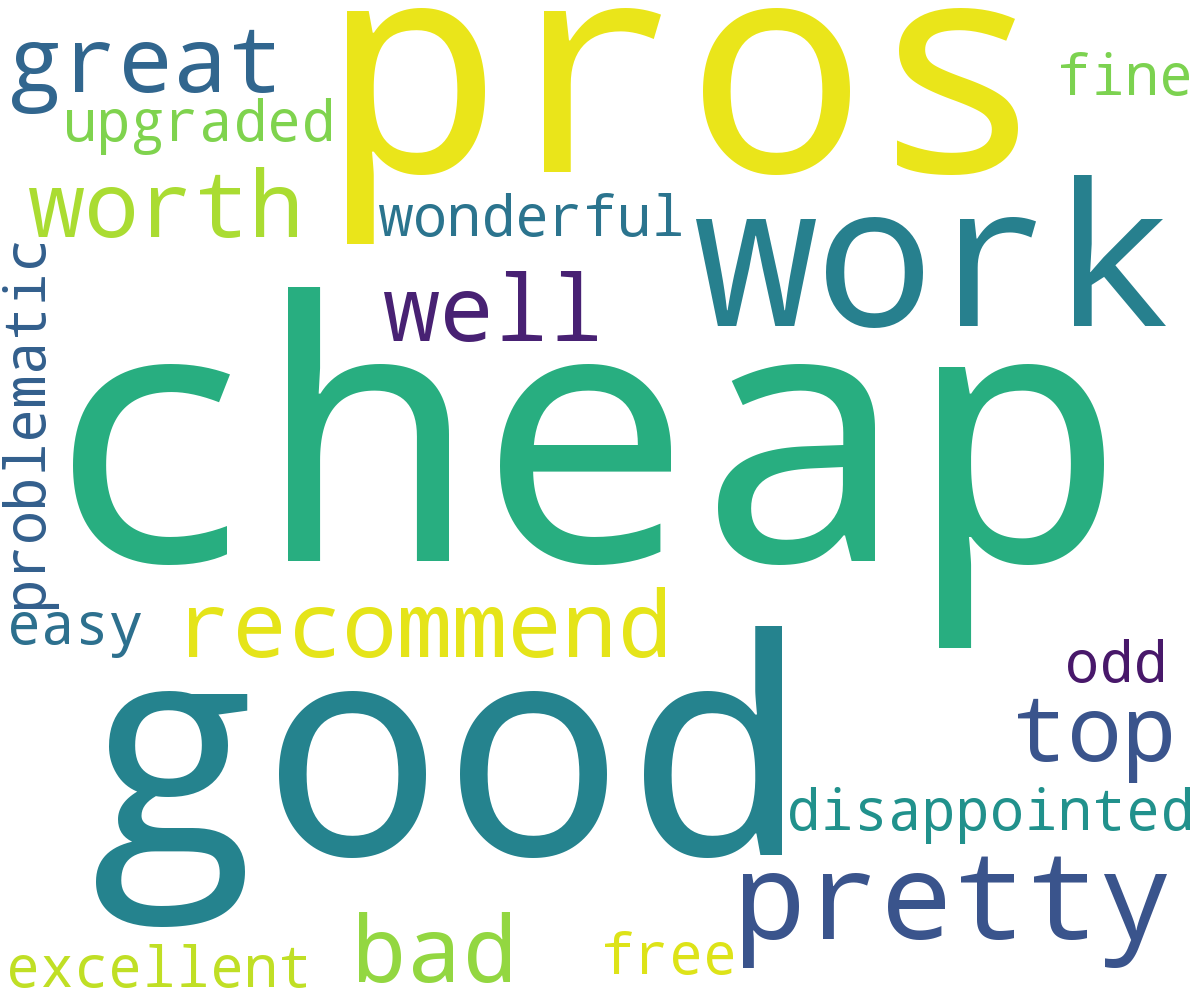 pros
great
fine
upgraded
worth
wonderful
work
problematic
well
cheap
easy
recommend
good
odd
top
disappointed
pretty
bad
free
excellent